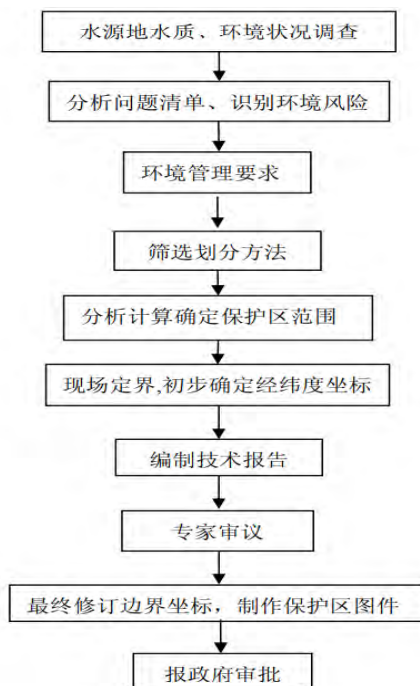 水源地水质、环境状况调查
分析问题清单、识别环境风险
环境管理要求
筛选划分方法
分析计算确定保护区范围
现场定界,初步确定经纬度坐标
编制技术报告
专家审议
最终修订边界坐标，制作保护区图件
报政府审批